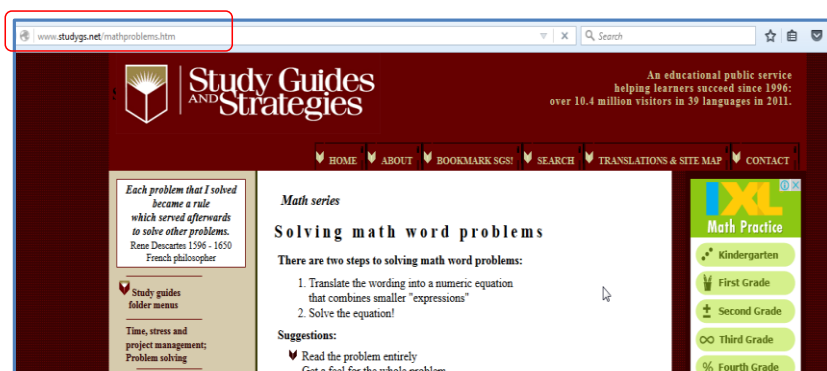 www.studygs.net/mathproblems.htm
Search
Study Guides
AND Strategies
An educational public service
helping learners succeed since 1996:
over 10.4 million visitors in 39 languages in 2011.
HOME ABOUT BOOKMARK SGS! SEARCH TRANSLATIONS & SITE MAP CONTACT
Each problem that I solved
became a rule
which served afterwards
to solve other problems.
Rene Descartes 1596 - 1650
French philosopher
Study guides
folder menus
Time, stress and
project management;
Problem solving
Math series
Solving math word problems
There are two steps to solving math word problems:
1. Translate the wording into a numeric equation
that combines smaller "expressions"
2. Solve the equation!
Suggestions:
Read the problem entirely
Get a feel for the whole problem
IXL
Math Practice
Kindergarten
First Grade
Second Grade
Third Grade
Fourth Grade